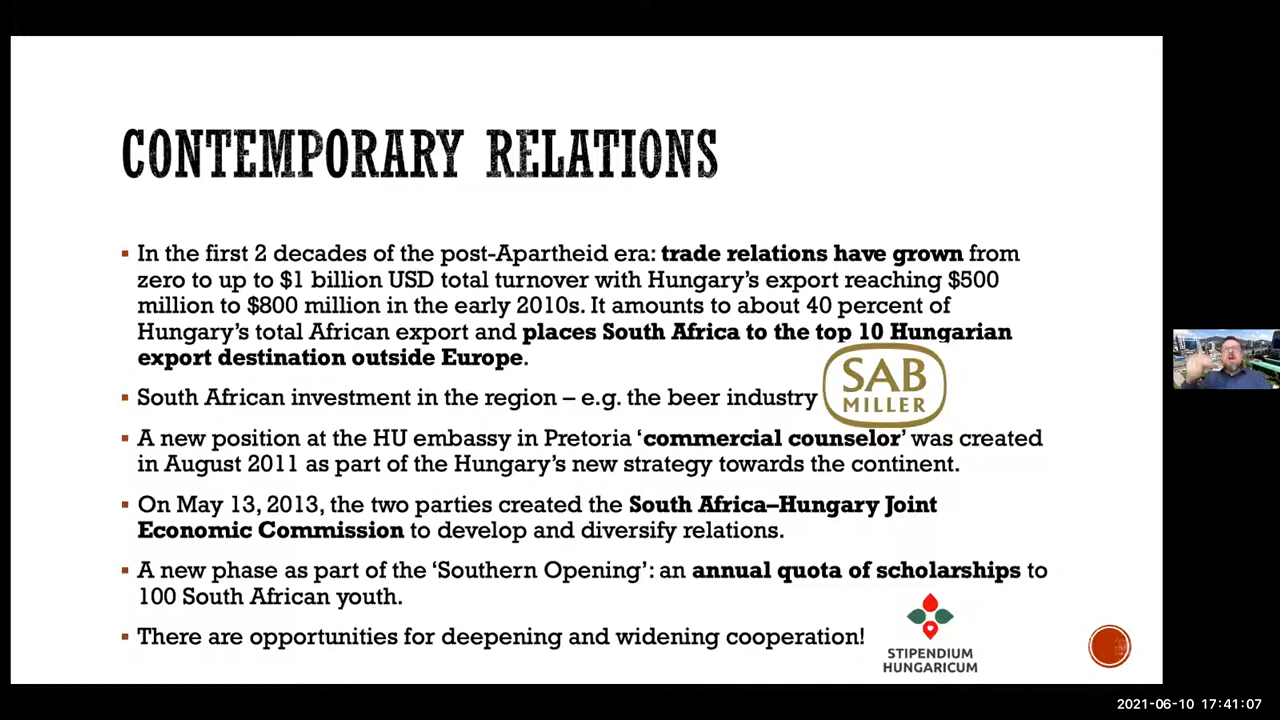 CONTEMPORARY RELATIONS
▪ In the first 2 decades of the post-Apartheid era: trade relations have grown from
zero to up to $1 billion USD total turnover with Hungary's export reaching $500
million to $800 million in the early 2010s. It amounts to about 40 percent of
Hungary's total African export and places South Africa to the top 10 Hungarian
export destination outside Europe.
▪ South African investment in the region – e.g. the beer industry
SAB
MILLER
▪ A new position at the HU embassy in Pretoria 'commercial counselor' was created
in August 2011 as part of the Hungary's new strategy towards the continent.
▪ On May 13, 2013, the two parties created the South Africa–Hungary Joint
Economic Commission to develop and diversify relations.
▪ A new phase as part of the 'Southern Opening': an annual quota of scholarships to
100 South African youth.
▪ There are opportunities for deepening and widening cooperation!
STIPENDIUM
HUNGARICUM
2021-06-10 17:41:07